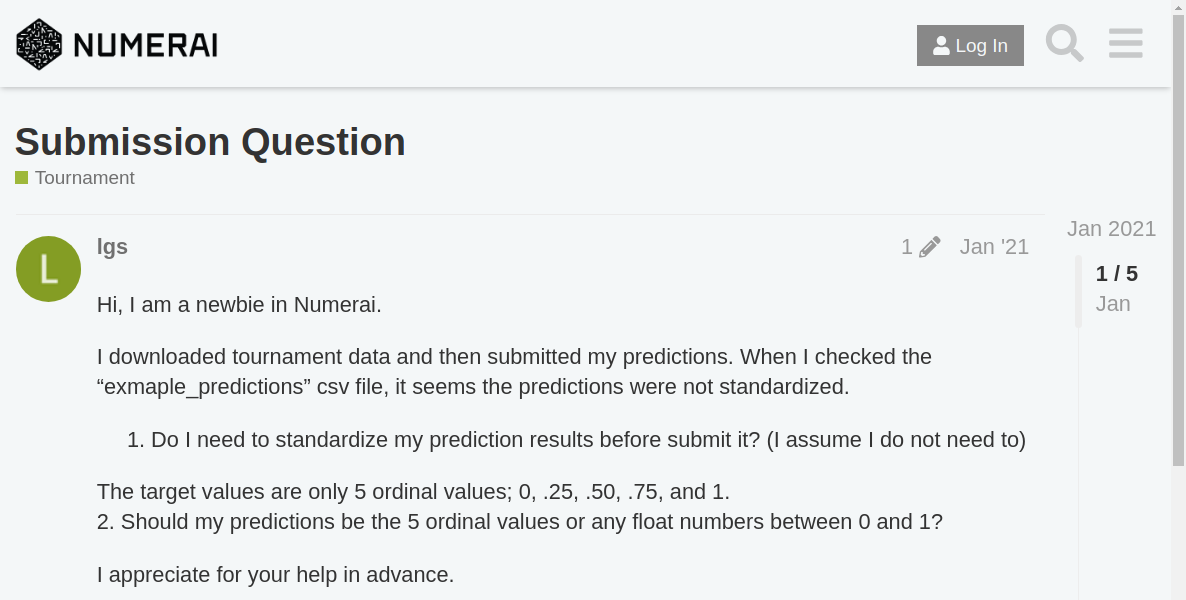 NUMERAI
Log In
Submission Question
Tournament
L
lgs
1
Jan '21
Jan 2021
1 / 5
Jan
Hi, I am a newbie in Numerai.
I downloaded tournament data and then submitted my predictions. When I checked the
“exmaple_predictions” csv file, it seems the predictions were not standardized.
1. Do I need to standardize my prediction results before submit it? (I assume I do not need to)
The target values are only 5 ordinal values; 0, .25, .50, .75, and 1.
2. Should my predictions be the 5 ordinal values or any float numbers between 0 and 1?
I appreciate for your help in advance.